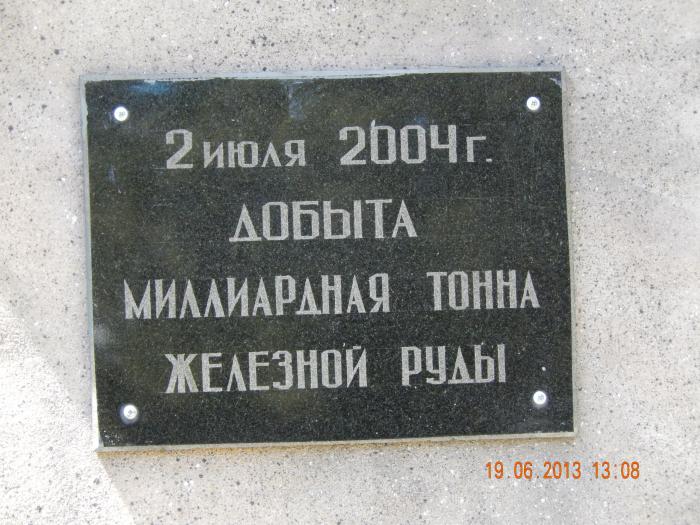 2 июля 2004 г.
ДОБЫТА
МИЛЛИАРДНАЯ ТОННА
ЖЕЛЕЗНОЙ РУДЫ
19.06.2013 13:08